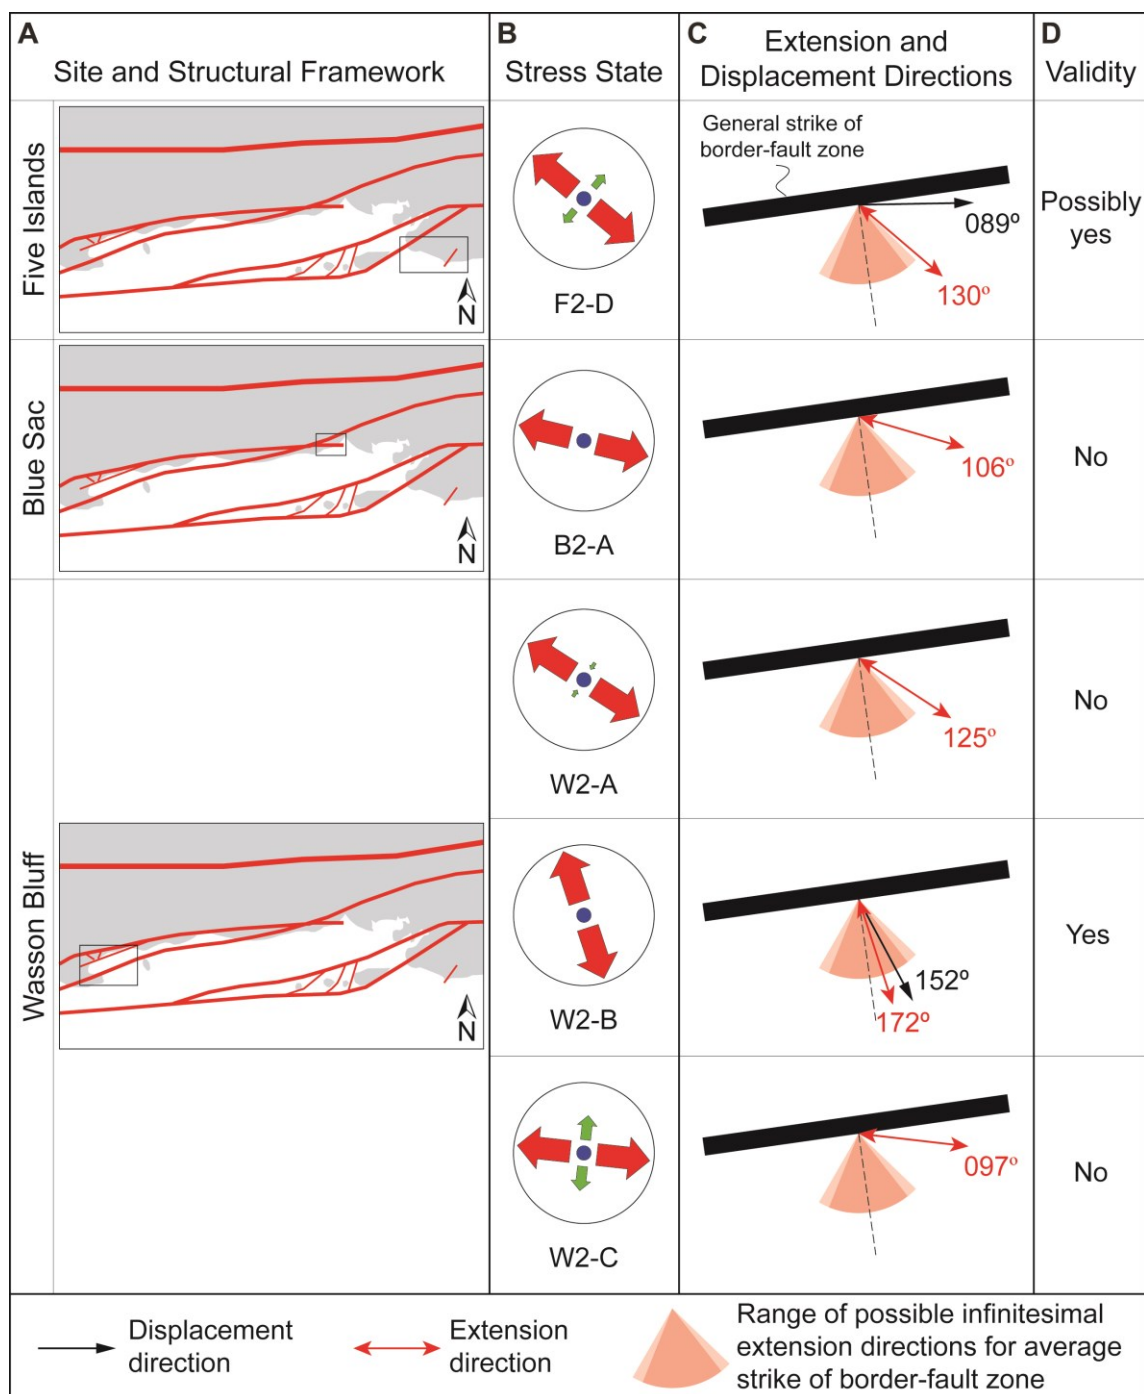 A
Site and Structural Framework
B
Stress State
C
Extension and
Displacement Directions
D
Validity
Five Islands
N
F2-D
General strike of
border-fault zone
089º
130º
Possibly
yes
Blue Sac
N
B2-A
106º
No
Wasson Bluff
W2-A
125º
No
N
W2-B
152º
172º
Yes
W2-C
097º
No
Displacement
direction
Extension
direction
Range of possible infinitesimal
extension directions for average
strike of border-fault zone